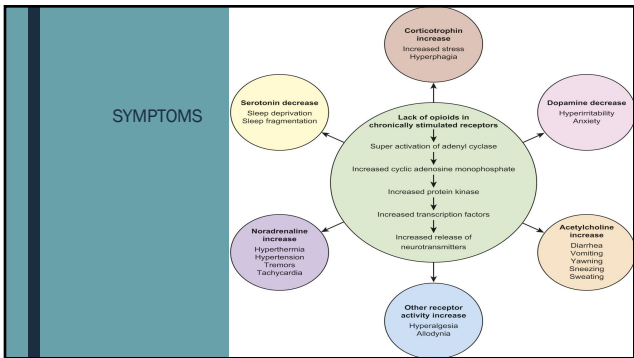 SYMPTOMS
Corticotrophin
increase
Increased stress
Hyperphagia
Serotonin decrease
Sleep deprivation
Sleep fragmentation
Dopamine decrease
Hyperirritability
Anxiety
Lack of opioids in
chronically stimulated receptors
Super activation of adenyl cyclase
Increased cyclic adenosine monophosphate
Increased protein kinase
Increased transcription factors
Increased release of
neurotransmitters
Noradrenaline
increase
Hyperthermia
Hypertension
Tremors
Tachycardia
Acetylcholine
increase
Diarrhea
Vomiting
Yawning
Sneezing
Sweating
Other receptor
activity increase
Hyperalgesia
Allodynia